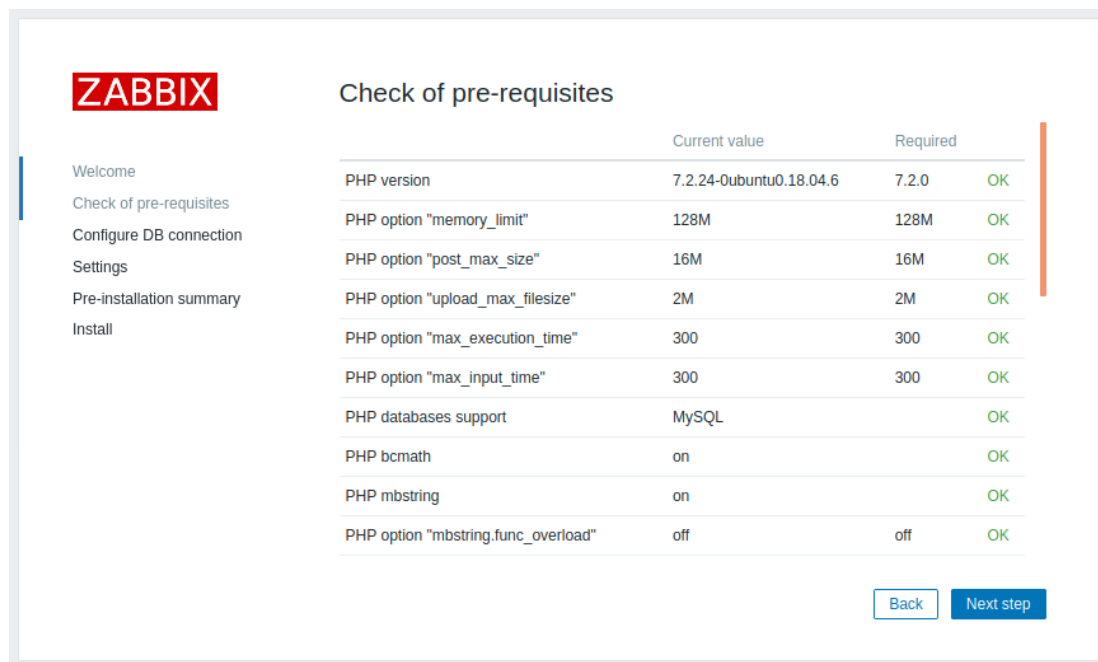 ZABBIX
Check of pre-requisites
Welcome
Check of pre-requisites
Configure DB connection
Settings
Pre-installation summary
Install
Current value Required
PHP version 7.2.24-0ubuntu0.18.04.6 7.2.0 OK
PHP option "memory_limit" 128M 128M OK
PHP option "post_max_size" 16M 16M OK
PHP option "upload_max_filesize" 2M 2M OK
PHP option "max_execution_time" 300 300 OK
PHP option "max_input_time" 300 300 OK
PHP databases support MySQL OK
PHP bcmath on OK
PHP mbstring on OK
PHP option "mbstring.func_overload" off off OK
Back Next step